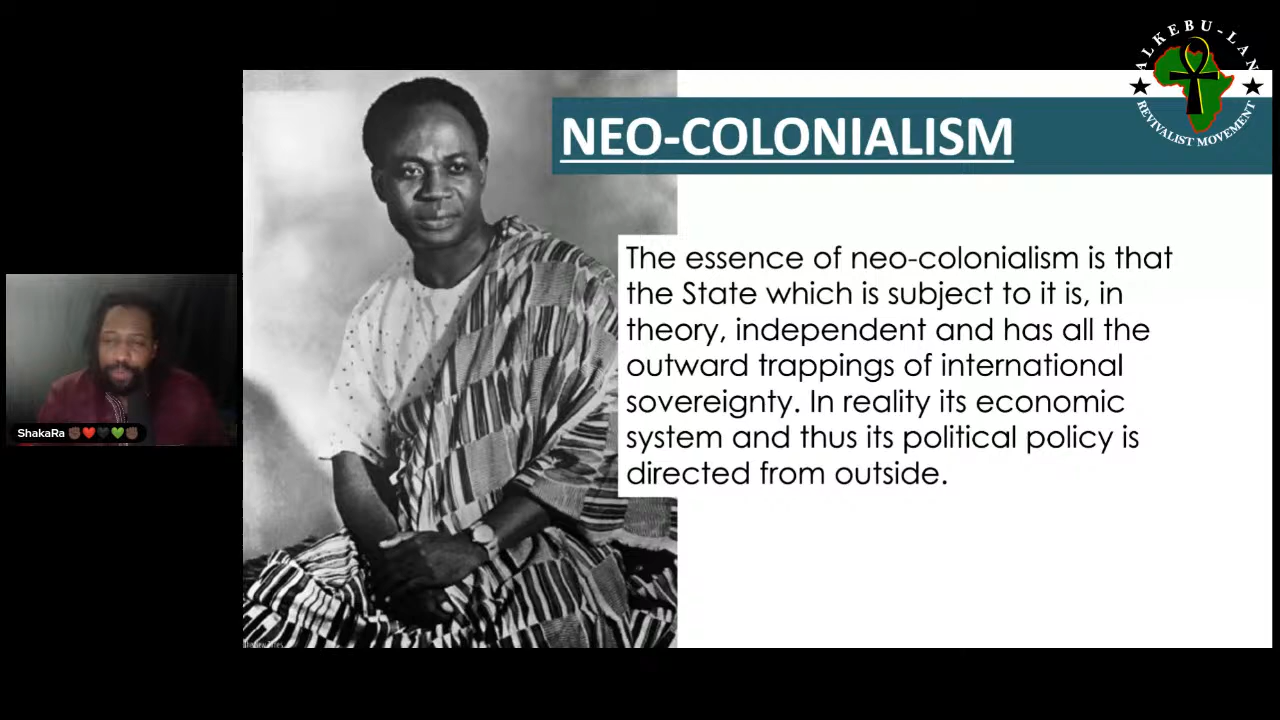 ALKEBU-LAN
REVIVALIST MOVEMENT
NEO-COLONIALISM
The essence of neo-colonialism is that
the State which is subject to it is, in
theory, independent and has all the
outward trappings of international
sovereignty. In reality its economic
system and thus its political policy is
directed from outside.
ShakaRa ✊🏿❤️🖤💚✊🏿